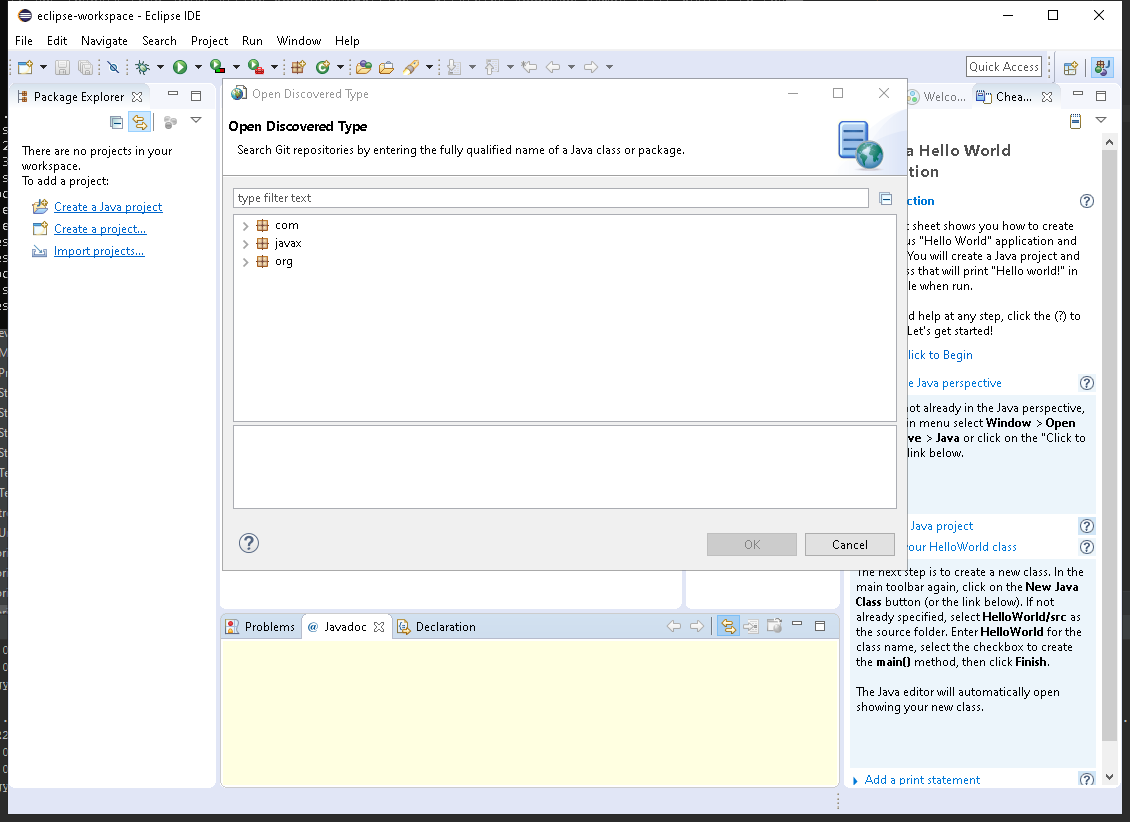 eclipse-workspace - Eclipse IDE
File Edit Navigate Search Project Run Window Help
Quick Access
Package Explorer
There are no projects in your
workspace.
To add a project:
Create a Java project
Create a project...
Import projects...
Open Discovered Type
Open Discovered Type
Search Git repositories by entering the fully qualified name of a Java class or package.
type filter text
com
javax
org
OK
Cancel
Problems
@ Javadoc
Declaration
Welco...
Chea...
a Hello World
tion
ction
sheet shows you how to create
us "Hello World" application and
You will create a Java project and
ss that will print "Hello world!" in
le when run.
d help at any step, click the (?) to
Let's get started!
lick to Begin
e Java perspective
not already in the Java perspective,
in menu select Window > Open
ve > Java or click on the "Click to
link below.
Java project
our HelloWorld class
The next step is to create a new class. In the
main toolbar again, click on the New Java
Class button (or the link below). If not
already specified, select HelloWorld/src as
the source folder. Enter HelloWorld for the
class name, select the checkbox to create
the main() method, then click Finish.
The Java editor will automatically open
showing your new class.
Add a print statement